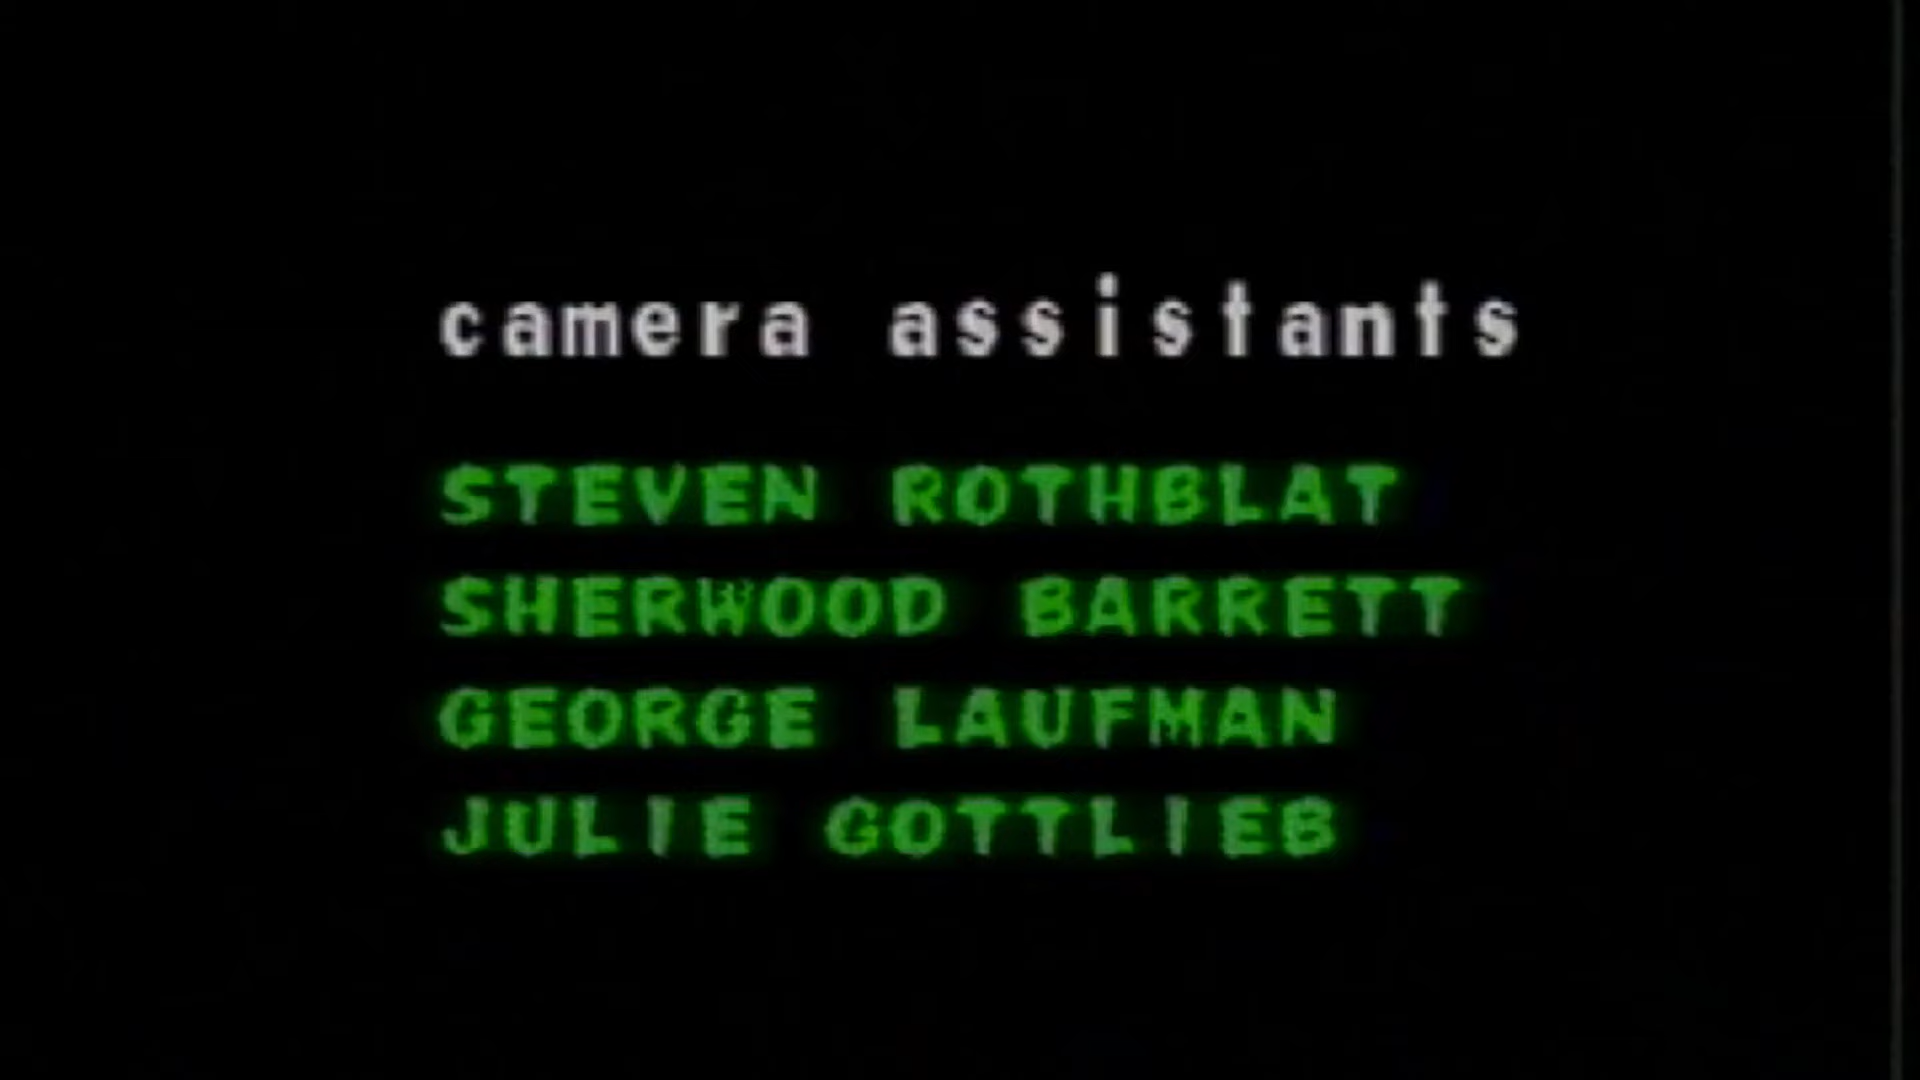 camera assistants
STEVEN ROTHBLAT
SHERWOOD BARRETT
GEORGE LAUFMAN
JULIE GOTTLIEB